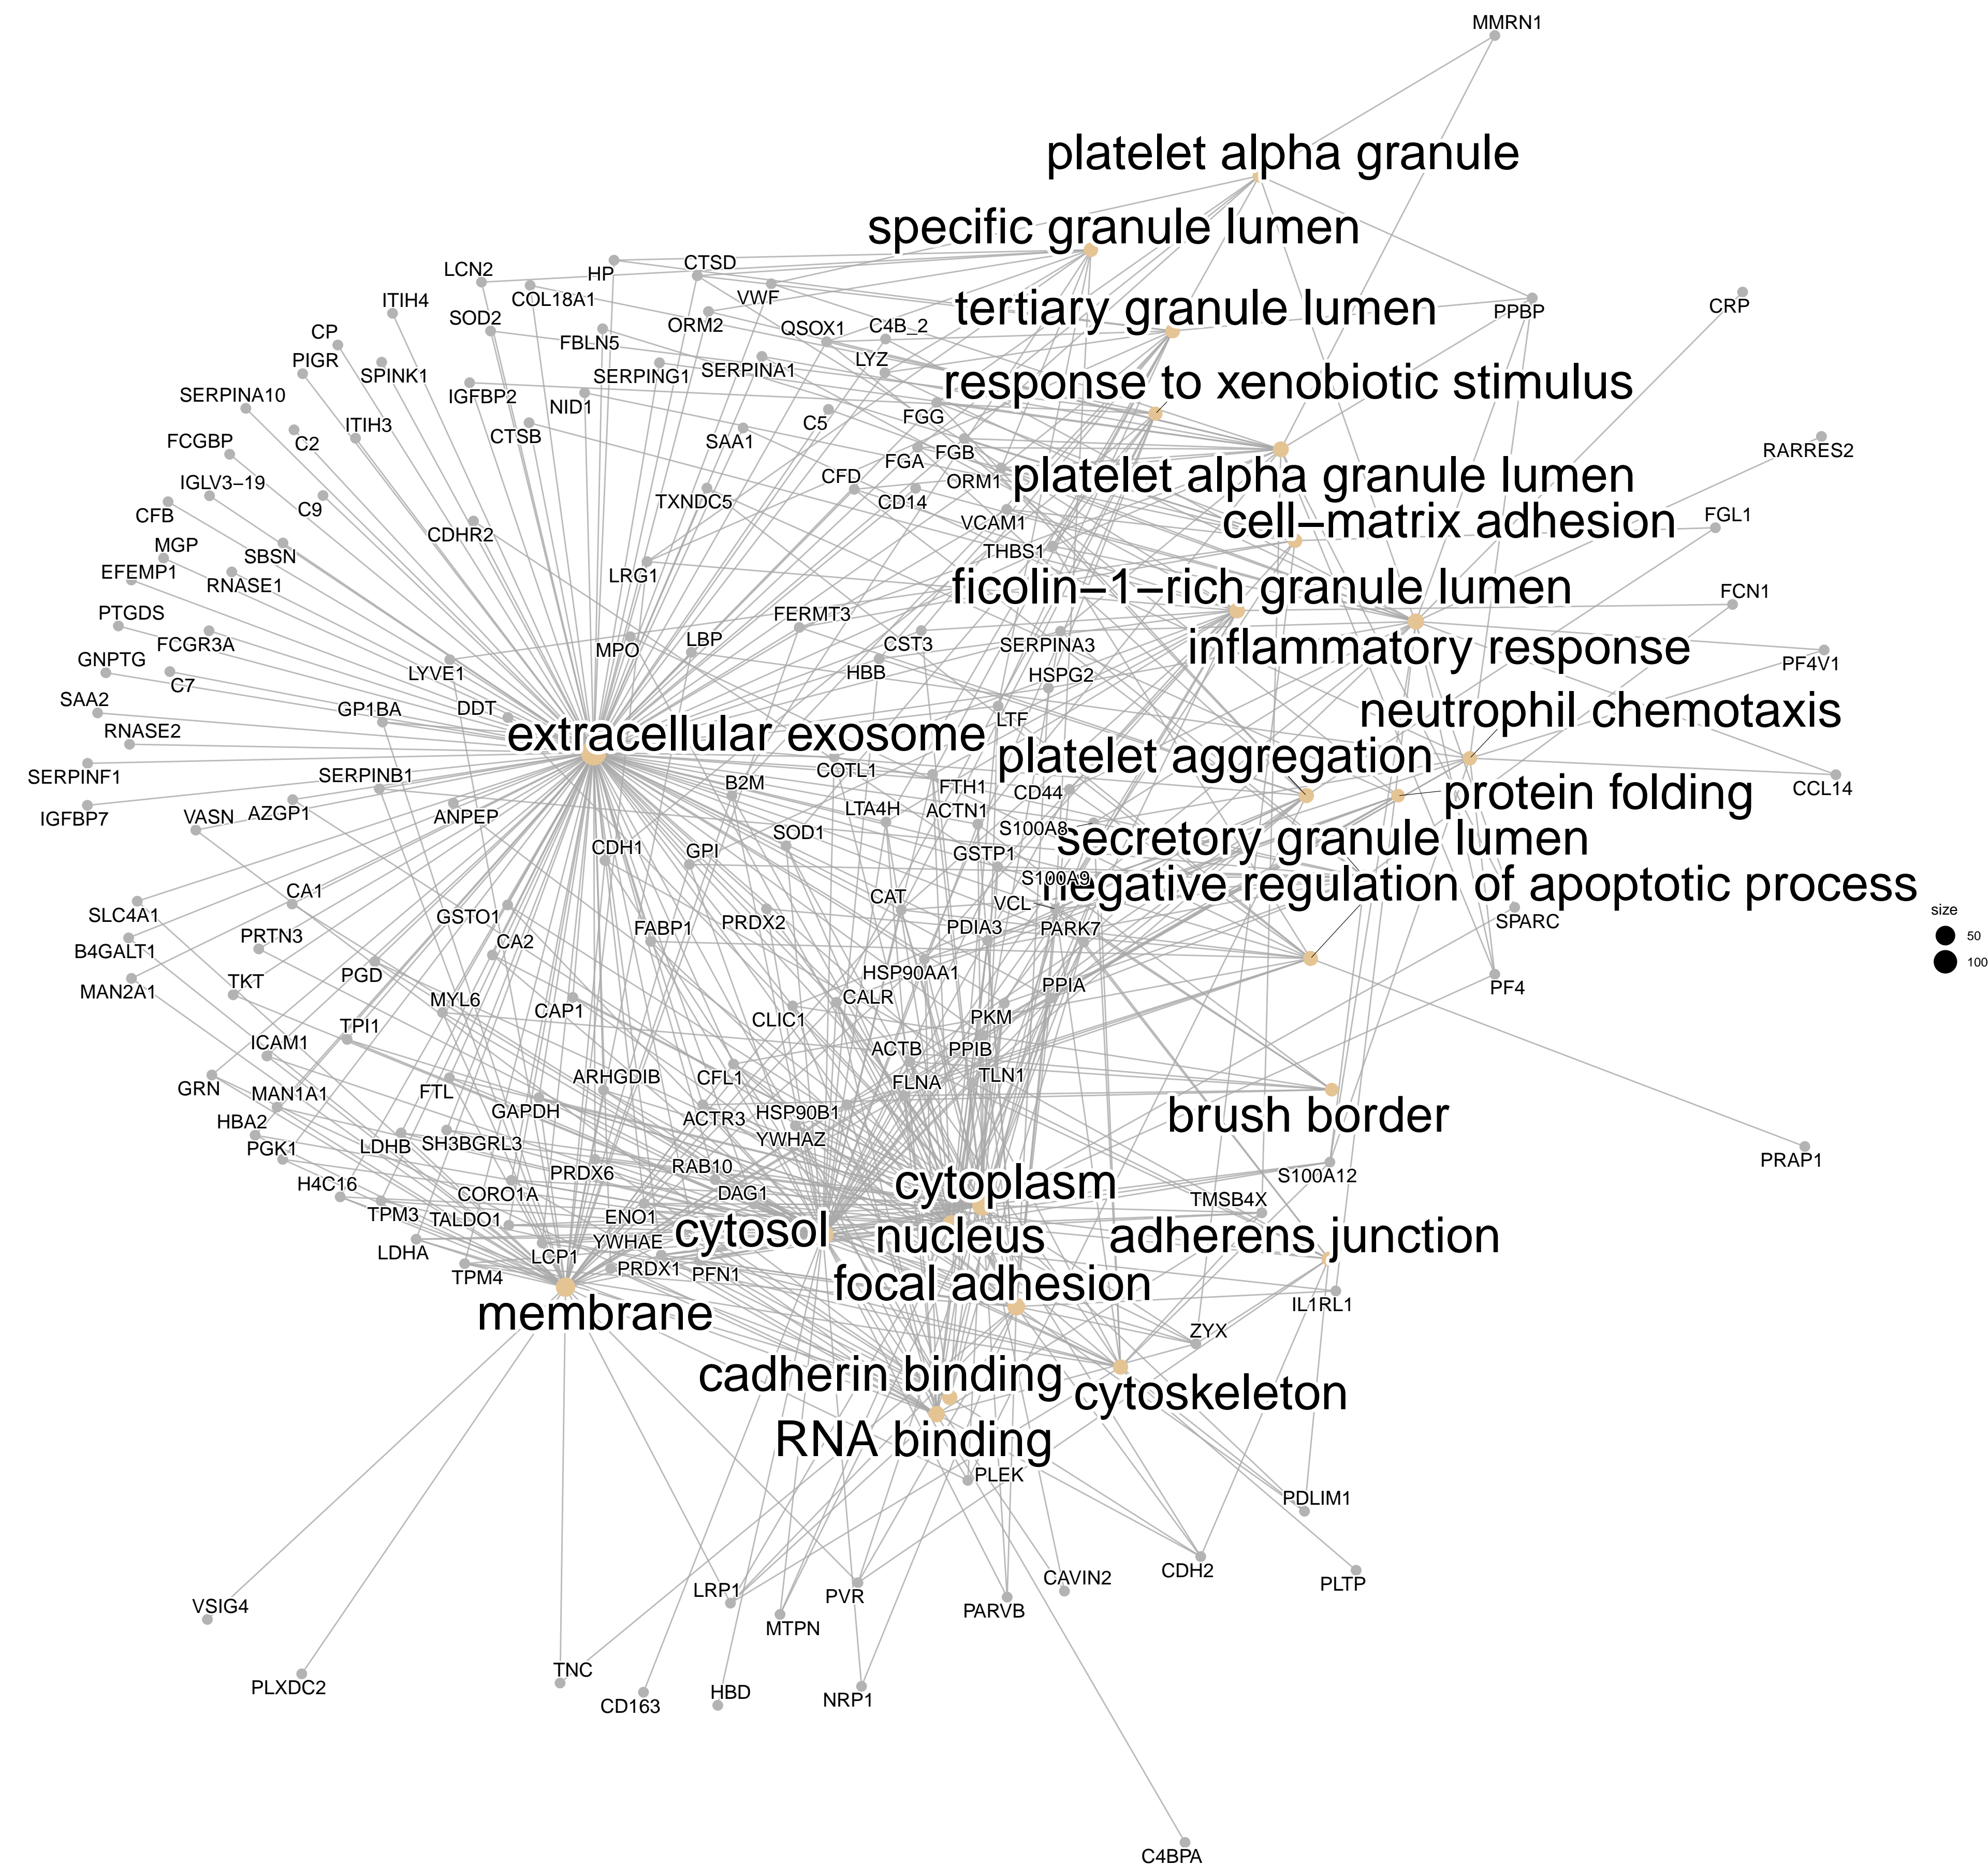 MMRN1
platelet alpha granule
specific granule lumen
LCN2
HP
CTSD
ITIH4
COL18A1
VWF
tertiary granule lumen
PPBP
CRP
CP
SOD2
ORM2
QSOX1
C4B_2
PIGR
FBLN5
LYZ
SPINK1
SERPING1
SERPINA1
response to xenobiotic stimulus
SERPINA10
IGFBP2
NID1
FGG
FCGBP
C2
ITIH3
CTSB
SAA1
C5
FGB
RARRES2
FGA
IGLV3−19
CFD
ORM1
platelet alpha granule lumen
CFB
C9
TXNDC5
CD14
VCAM1
cell−matrix adhesion
FGL1
MGP
SBSN
CDHR2
THBS1
EFEMP1
RNASE1
LRG1
ficolin−1−rich granule lumen
FCN1
PTGDS
FCGR3A
FERMT3
MPO
LBP
CST3
SERPINA3
inflammatory response
GNPTG
C7
LYVE1
HBB
HSPG2
PF4V1
SAA2
GP1BA
DDT
LTF
neutrophil chemotaxis
RNASE2
extracellular exosome
platelet aggregation
SERPINF1
SERPINB1
B2M
COTL1
FTH1
CD44
protein folding
CCL14
IGFBP7
VASN
AZGP1
ANPEP
LTA4H
ACTN1
SOD1
S100A8
secretory granule lumen
CDH1
GPI
GSTP1
S100A9
negative regulation of apoptotic process
CA1
CAT
VCL
SLC4A1
GSTO1
FABP1
PRDX2
PDIA3
PARK7
SPARC
size
50
100
B4GALT1
PRTN3
CA2
MAN2A1
TKT
PGD
HSP90AA1
PPIA
PF4
MYL6
CAP1
CALR
CLIC1
PKM
TPI1
ICAM1
ACTB
PPIB
GRN
MAN1A1
FTL
ARHGDIB
CFL1
FLNA
TLN1
HBA2
GAPDH
ACTR3
HSP90B1
brush border
PGK1
LDHB
SH3BGRL3
YWHAZ
PRAP1
H4C16
PRDX6
RAB10
S100A12
CORO1A
DAG1
cytoplasm
TMSB4X
TPM3
TALDO1
ENO1
cytosol
nucleus
adherens junction
LDHA
LCP1
YWHAE
TPM4
PRDX1
PFN1
focal adhesion
IL1RL1
membrane
ZYX
cadherin binding
cytoskeleton
RNA binding
PLEK
PDLIM1
CDH2
CAVIN2
PLTP
LRP1
PVR
PARVB
VSIG4
MTPN
TNC
PLXDC2
CD163
HBD
NRP1
C4BPA